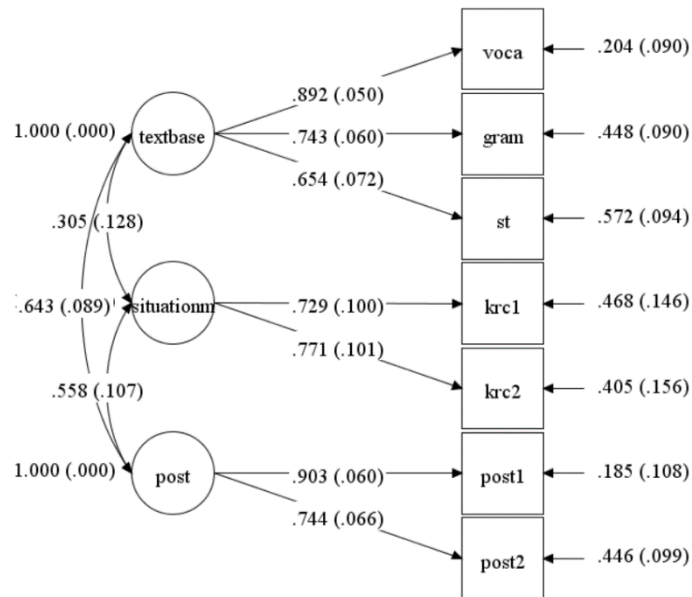 voca
.204 (.090)
.892 (.050)
1.000 (.000)
textbase
.743 (.060)
gram
.448 (.090)
.654 (.072)
st
.572 (.094)
.305 (.128)
.643 (.089)
situationm
.729 (.100)
krc1
.468 (.146)
.771 (.101)
krc2
.405 (.156)
.558 (.107)
1.000 (.000)
post
.903 (.060)
post1
.185 (.108)
.744 (.066)
post2
.446 (.099)